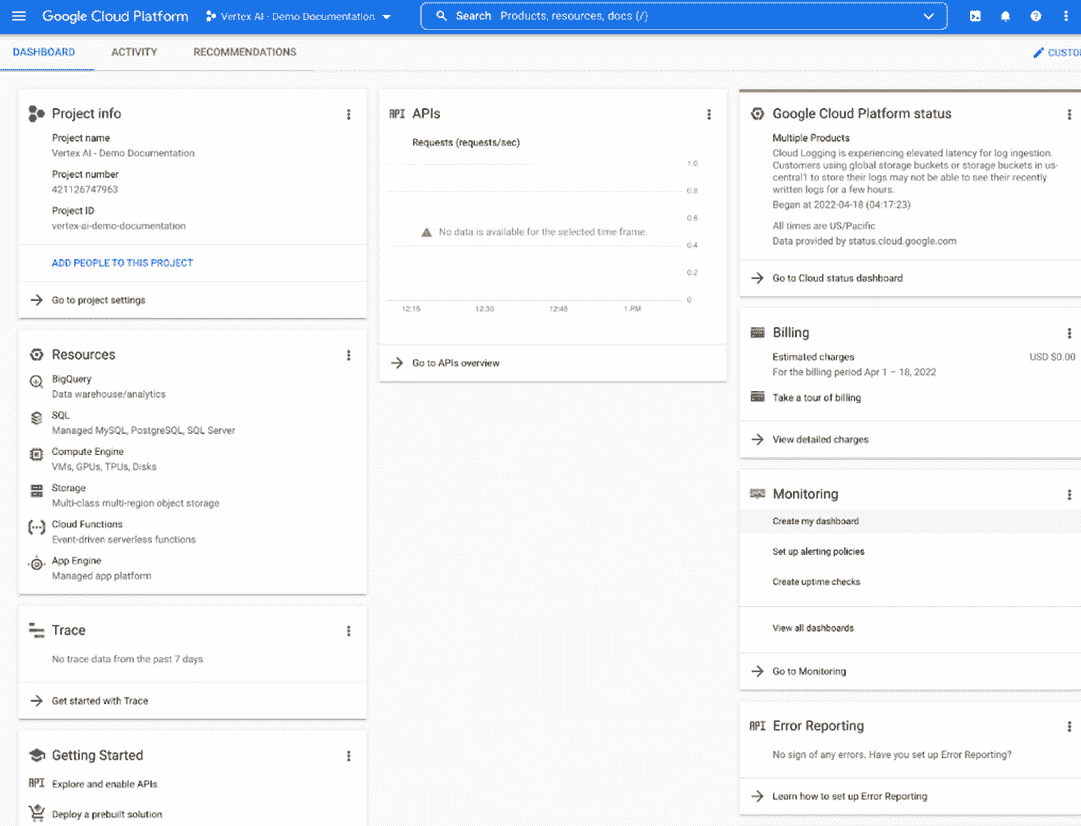 Google Cloud Platform
Vertex AI - Demo Documentation
Search Products, resources, docs (/)
DASHBOARD
ACTIVITY
RECOMMENDATIONS
CUSTO
Project info
Project name
Vertex AI - Demo Documentation
Project number
421126747963
Project ID
vertex-ai-demo-documentation
ADD PEOPLE TO THIS PROJECT
Go to project settings
Resources
BigQuery
Data warehouse/analytics
SQL
Managed MySQL, PostgreSQL, SQL Server
Compute Engine
VMs, GPUs, TPUs, Disks
Storage
Multi-class multi-region object storage
Cloud Functions
Event-driven serverless functions
App Engine
Managed app platform
Trace
No trace data from the past 7 days
Get started with Trace
Getting Started
API Explore and enable APIs
Deploy a prebuilt solution
API APIs
Requests (requests/sec)
1.0
0.8
0.6
No data is available for the selected time frame.
0.4
0.2
0
12:15 12:30 12:45 1 PM
Go to APIs overview
Google Cloud Platform status
Multiple Products
Cloud Logging is experiencing elevated latency for log ingestion.
Customers using global storage buckets or storage buckets in us-
central1 to store their logs may not be able to see their recently
written logs for a few hours.
Began at 2022-04-18 (04:17:23)
All times are US/Pacific
Data provided by status.cloud.google.com
Go to Cloud status dashboard
Billing
Estimated charges USD $0.00
For the billing period Apr 1 – 18, 2022
Take a tour of billing
View detailed charges
Monitoring
Create my dashboard
Set up alerting policies
Create uptime checks
View all dashboards
Go to Monitoring
API Error Reporting
No sign of any errors. Have you set up Error Reporting?
Learn how to set up Error Reporting